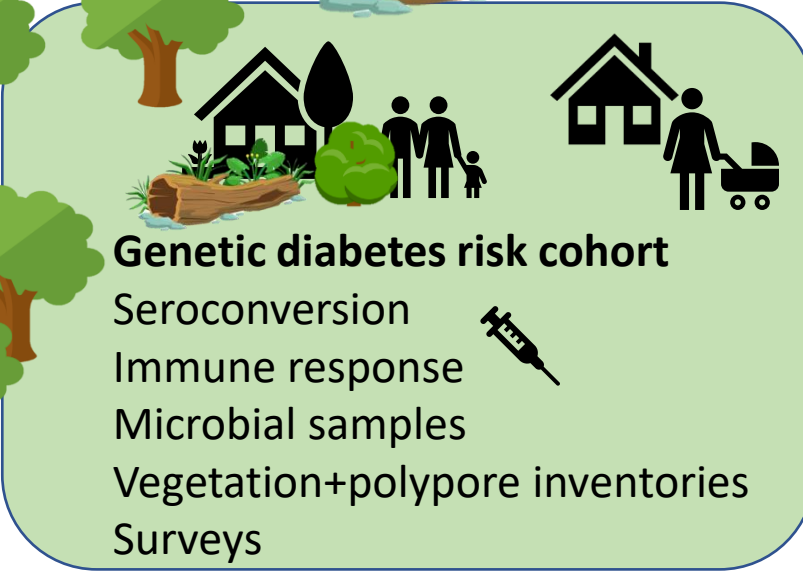 Genetic diabetes risk cohort
Seroconversion
Immune response
Microbial samples
Vegetation+polypore inventories
Surveys